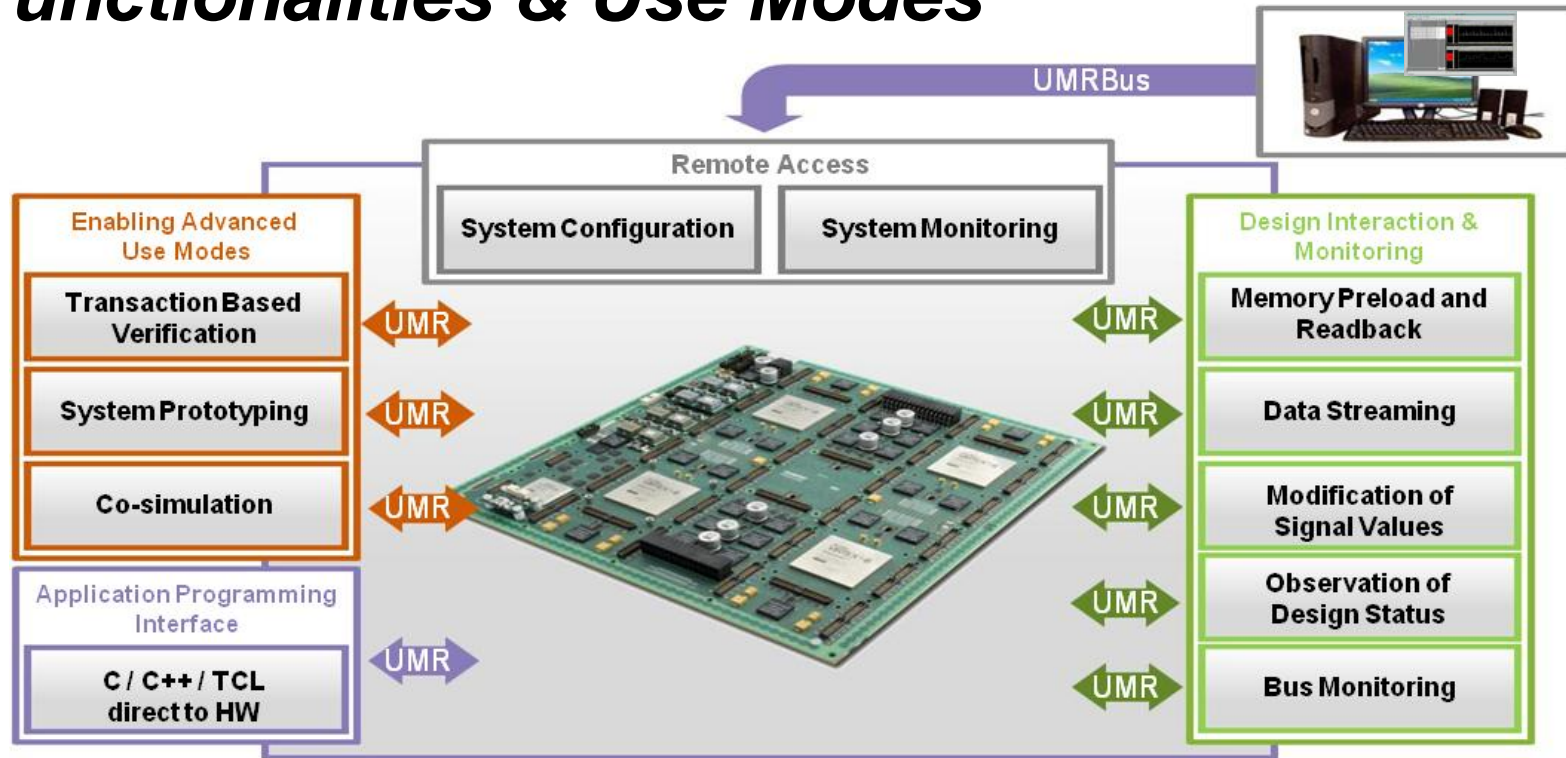 unctionalities & Use Modes
UMRBus
Remote Access
System Configuration
System Monitoring
Enabling Advanced
Use Modes
Transaction Based
Verification
UMR
System Prototyping
UMR
Co-simulation
UMR
Application Programming
Interface
C / C++ / TCL
direct to HW
UMR
Design Interaction &
Monitoring
UMR
Memory Preload and
Readback
UMR
Data Streaming
UMR
Modification of
Signal Values
UMR
Observation of
Design Status
UMR
Bus Monitoring